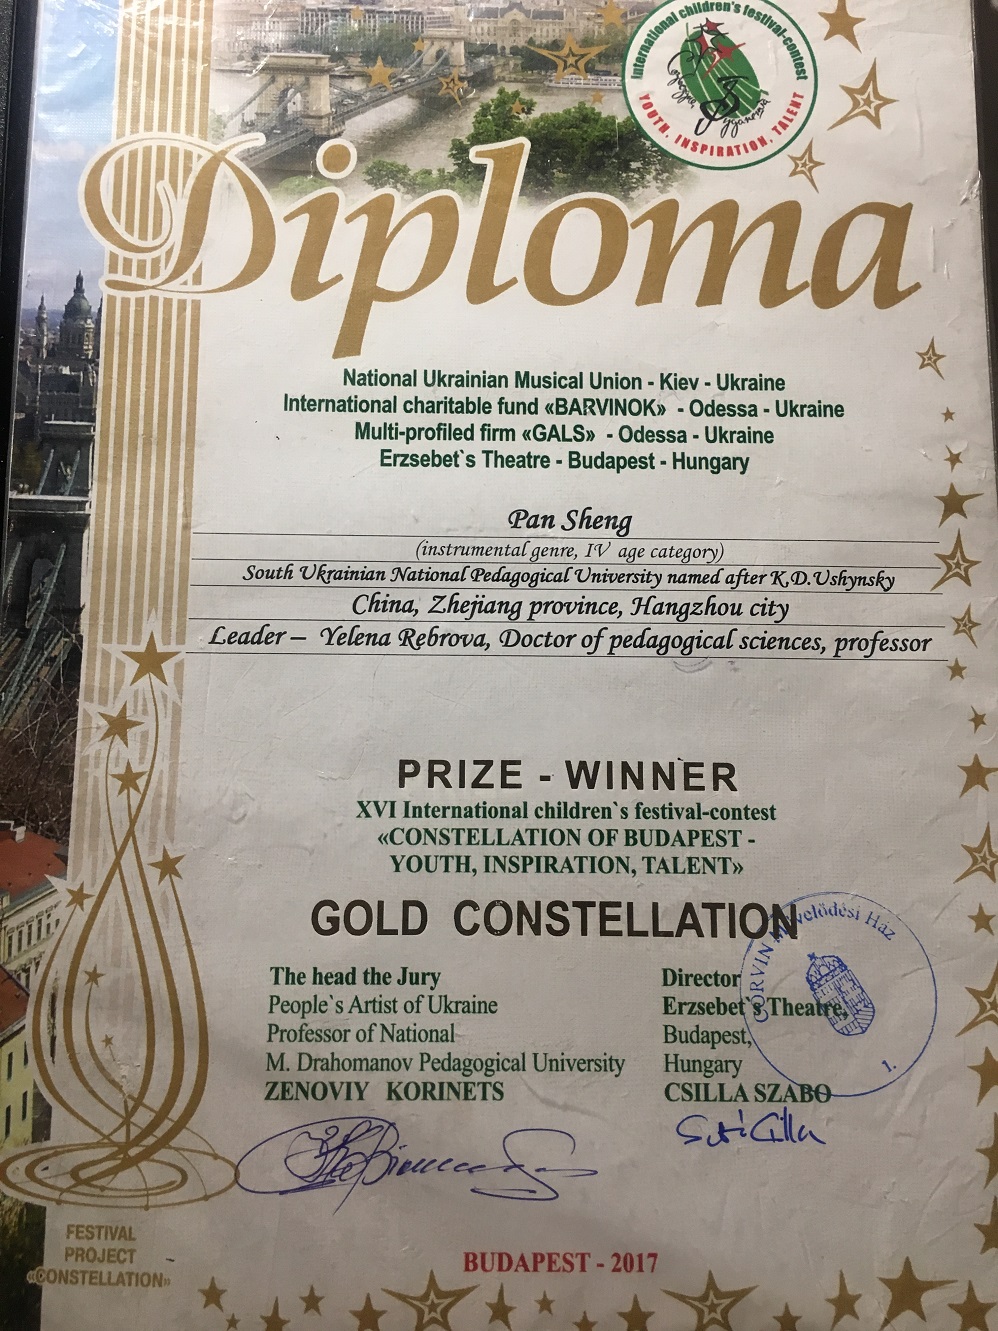 International children's festival-contest
YOUTH, INSPIRATION, TALENT
Diploma
National Ukrainian Musical Union - Kiev - Ukraine
International charitable fund «BARVINOK» - Odessa - Ukraine
Multi-profiled firm «GALS» - Odessa - Ukraine
Erzsebet`s Theatre - Budapest - Hungary
Pan Sheng
(instrumental genre, IV age category)
South Ukrainian National Pedagogical University named after K.D.Ushynsky
China, Zhejiang province, Hangzhou city
Leader – Yelena Rebrova, Doctor of pedagogical sciences, professor
PRIZE - WINNER
XVI International children`s festival-contest
«CONSTELLATION OF BUDAPEST -
YOUTH, INSPIRATION, TALENT»
GOLD CONSTELLATION
The head the Jury
People`s Artist of Ukraine
Professor of National
M. Drahomanov Pedagogical University
ZENOVIY KORINETS
Director
Erzsebet`s Theatre,
Budapest,
Hungary
CSILLA SZABO
CORVIN Művelődési Ház
1.
FESTIVAL
PROJECT
«CONSTELLATION»
BUDAPEST - 2017